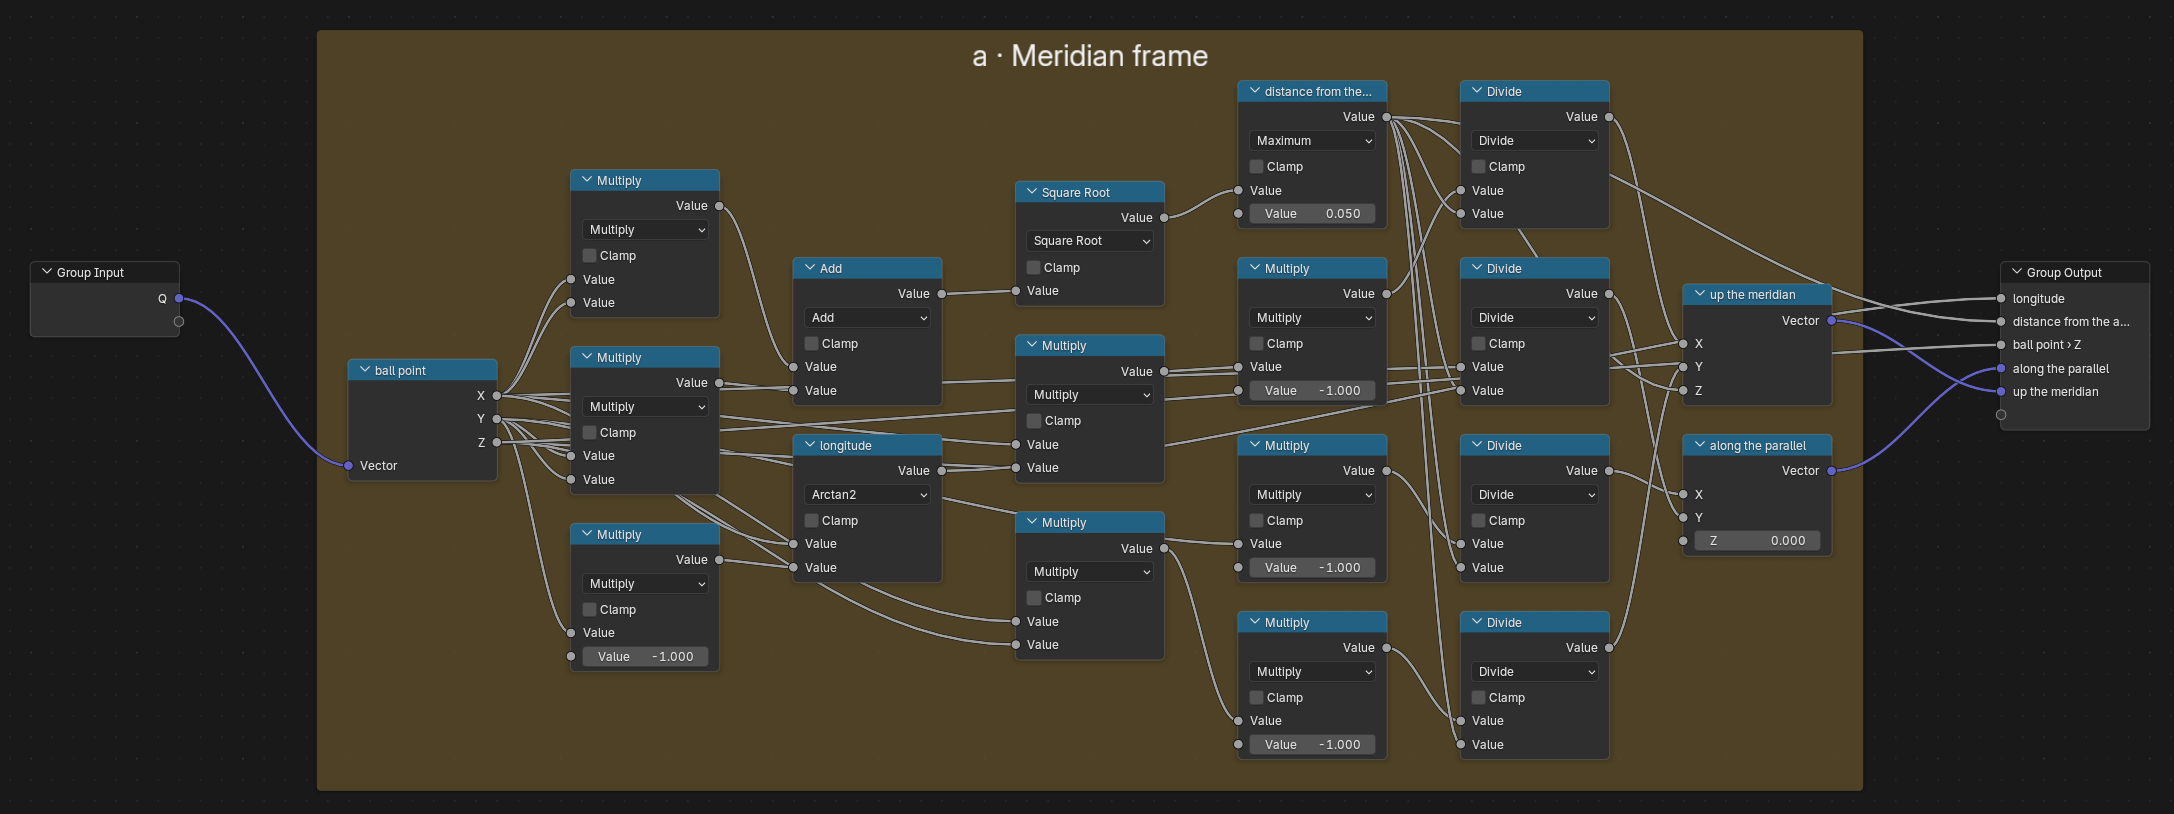 a · Meridian frame
Group Input
Q
ball point
X
Y
Z
Vector
Multiply
Value
Multiply
Clamp
Value
Value
Multiply
Value
Multiply
Clamp
Value
Value
Multiply
Value
Multiply
Clamp
Value
Value -1.000
Add
Value
Add
Clamp
Value
Value
longitude
Value
Arctan2
Clamp
Value
Value
Square Root
Value
Square Root
Clamp
Value
Multiply
Value
Multiply
Clamp
Value
Value
Multiply
Value
Multiply
Clamp
Value
Value
distance from the...
Value
Maximum
Clamp
Value
Value 0.050
Multiply
Value
Multiply
Clamp
Value
Value -1.000
Multiply
Value
Multiply
Clamp
Value
Value -1.000
Multiply
Value
Multiply
Clamp
Value
Value -1.000
Divide
Value
Divide
Clamp
Value
Value
Divide
Value
Divide
Clamp
Value
Value
Divide
Value
Divide
Clamp
Value
Value
Divide
Value
Divide
Clamp
Value
Value
up the meridian
Vector
X
Y
Z
along the parallel
Vector
X
Y
Z 0.000
Group Output
longitude
distance from the a...
ball point › Z
along the parallel
up the meridian